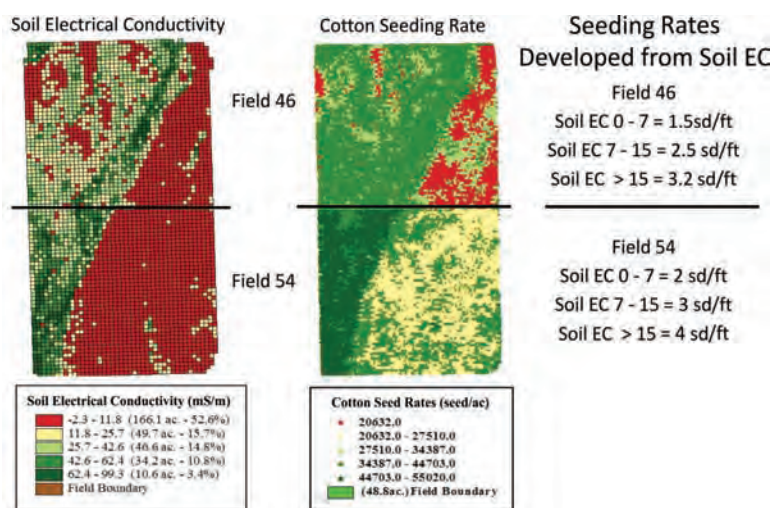 Soil Electrical Conductivity
Cotton Seeding Rate
Seeding Rates
Developed from Soil EC
Field 46
Field 46
Soil EC 0 - 7 = 1.5sd/ft
Soil EC 7 - 15 = 2.5 sd/ft
Soil EC > 15 = 3.2 sd/ft
Field 54
Field 54
Soil EC 0 - 7 = 2 sd/ft
Soil EC 7 - 15 = 3 sd/ft
Soil EC > 15 = 4 sd/ft
Soil Electrical Conductivity (mS/m)
-2.3 - 11.8 (166.1 ac. - 52.6%)
11.8 - 25.7 (49.7 ac. - 15.7%)
25.7 - 42.6 (46.6 ac. - 14.8%)
42.6 - 62.4 (34.2 ac. - 10.8%)
62.4 - 99.3 (10.6 ac. - 3.4%)
Field Boundary
Cotton Seed Rates (seed/ac)
20632.0
20632.0 - 27510.0
27510.0 - 34387.0
34387.0 - 44703.0
44703.0 - 55020.0
(48.8ac.) Field Boundary